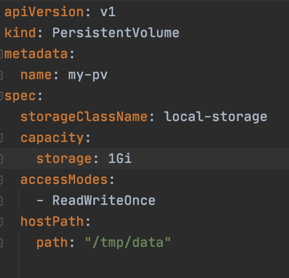 apiVersion: v1
kind: PersistentVolume
metadata:
  name: my-pv
spec:
  storageClassName: local-storage
  capacity:
    storage: 1Gi
  accessModes:
    - ReadWriteOnce
  hostPath:
    path: "/tmp/data"